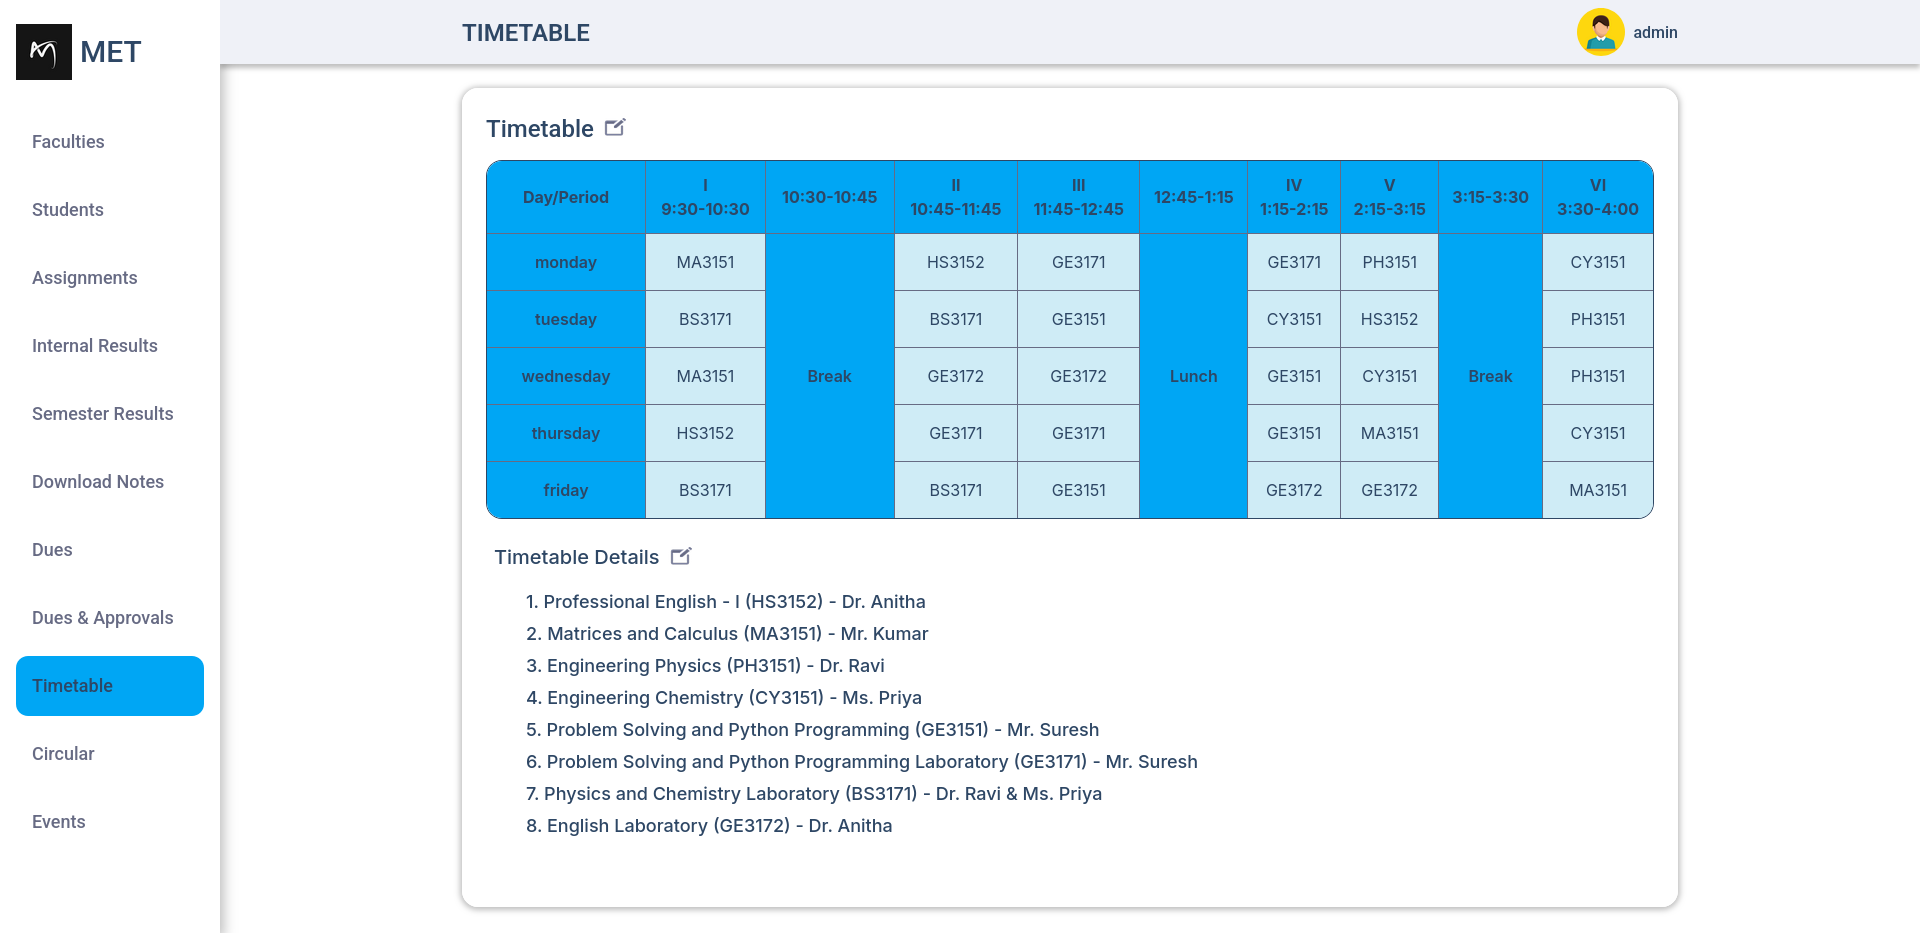 MET
TIMETABLE
admin
Faculties
Students
Assignments
Internal Results
Semester Results
Download Notes
Dues
Dues & Approvals
Timetable
Circular
Events
Timetable
Day/Period I 9:30-10:30 10:30-10:45 II 10:45-11:45 III 11:45-12:45 12:45-1:15 IV 1:15-2:15 V 2:15-3:15 3:15-3:30 VI 3:30-4:00
monday MA3151 HS3152 GE3171 GE3171 PH3151 CY3151
tuesday BS3171 BS3171 GE3151 CY3151 HS3152 PH3151
wednesday MA3151 Break GE3172 GE3172 Lunch GE3151 CY3151 Break PH3151
thursday HS3152 GE3171 GE3171 GE3151 MA3151 CY3151
friday BS3171 BS3171 GE3151 GE3172 GE3172 MA3151
Timetable Details
1. Professional English - I (HS3152) - Dr. Anitha
2. Matrices and Calculus (MA3151) - Mr. Kumar
3. Engineering Physics (PH3151) - Dr. Ravi
4. Engineering Chemistry (CY3151) - Ms. Priya
5. Problem Solving and Python Programming (GE3151) - Mr. Suresh
6. Problem Solving and Python Programming Laboratory (GE3171) - Mr. Suresh
7. Physics and Chemistry Laboratory (BS3171) - Dr. Ravi & Ms. Priya
8. English Laboratory (GE3172) - Dr. Anitha